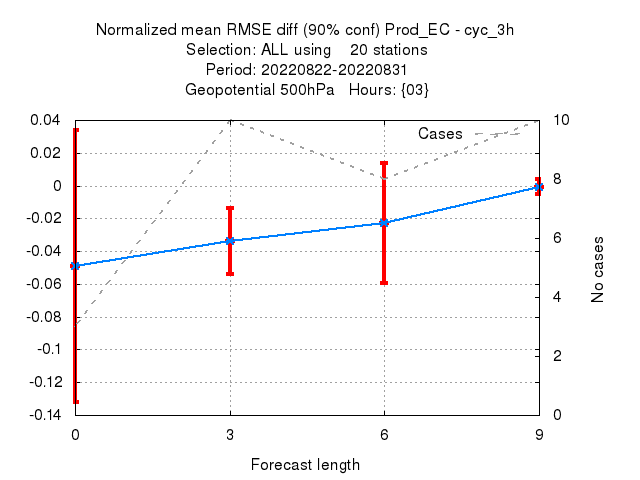 Normalized mean RMSE diff (90% conf) Prod_EC - cyc_3h
Selection: ALL using    20 stations
Period: 20220822-20220831
Geopotential 500hPa   Hours: {03}
Cases
0.04
0.02
0
-0.02
-0.04
-0.06
-0.08
-0.1
-0.12
-0.14
10
8
6
4
2
0
No cases
0 3 6 9
Forecast length